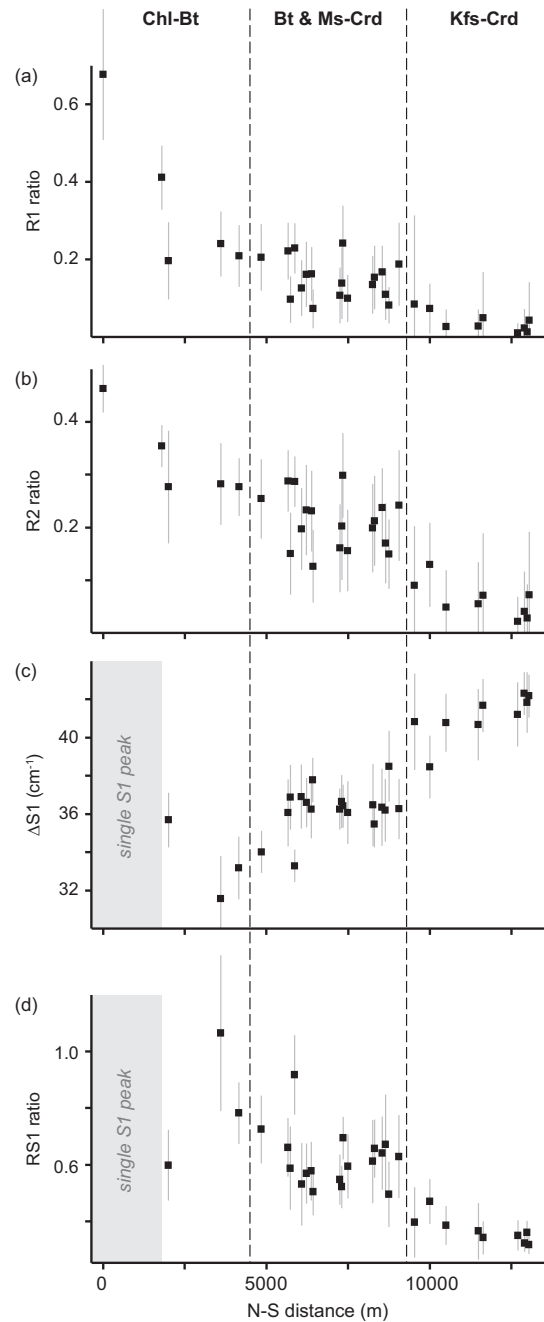 Chl-Bt
Bt & Ms-Crd
Kfs-Crd
(a)
0.6
0.4
0.2
R1 ratio
(b)
0.4
0.2
R2 ratio
(c)
40
36
32
ΔS1 (cm⁻¹)
single S1 peak
(d)
1.0
0.6
RS1 ratio
single S1 peak
0 5000 10000
N-S distance (m)